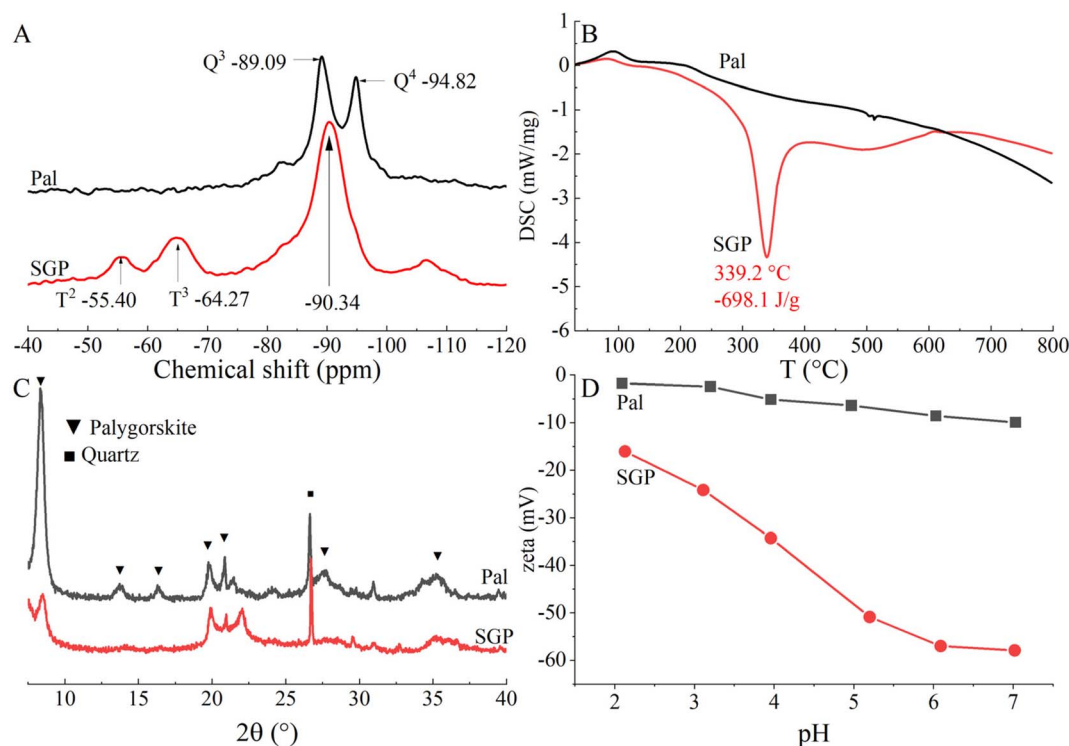 A
Q³ -89.09
Q⁴ -94.82
Pal
SGP
T² -55.40
T³ -64.27
-90.34
-40 -50 -60 -70 -80 -90 -100 -110 -120
Chemical shift (ppm)
B
1
0
-1
-2
-3
-4
-5
-6
DSC (mW/mg)
Pal
SGP
339.2 °C
-698.1 J/g
100 200 300 400 500 600 700 800
T (°C)
C
▼ Palygorskite
■ Quartz
Pal
SGP
10 15 20 25 30 35 40
2θ (°)
D
0
-10
-20
-30
-40
-50
-60
zeta (mV)
Pal
SGP
2 3 4 5 6 7
pH